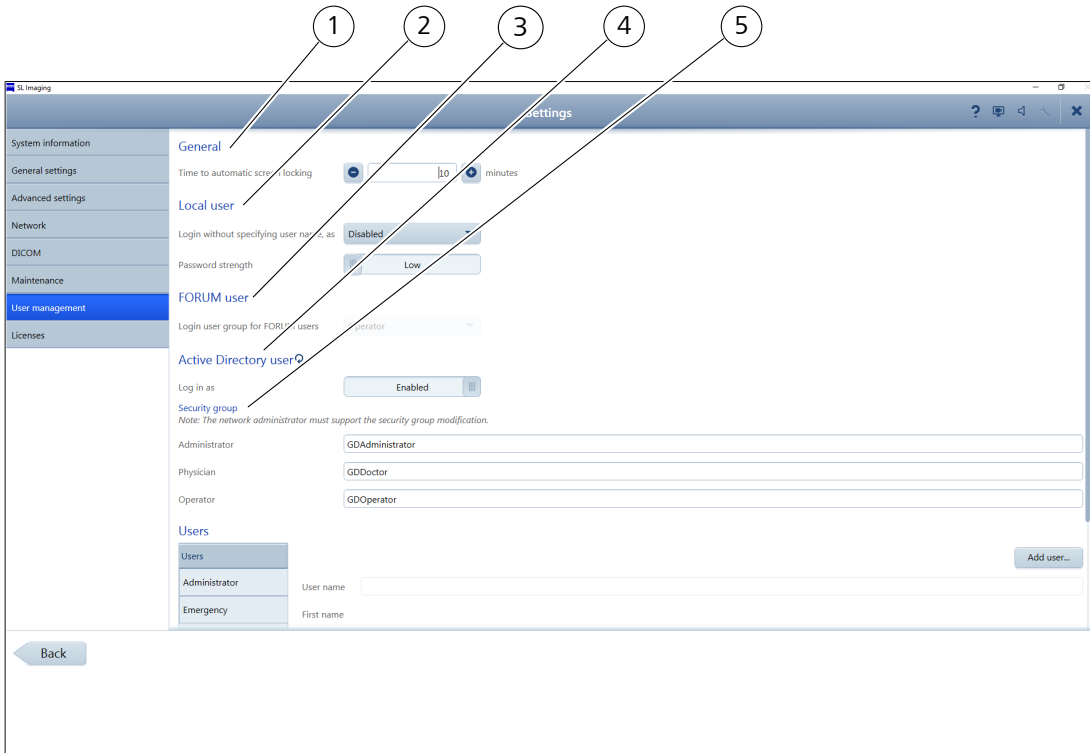 1 2 3 4 5
SL Imaging
Settings
System information
General settings
Advanced settings
Network
DICOM
Maintenance
User management
Licenses
General
Time to automatic screen locking 10 minutes
Local user
Login without specifying user name, as Disabled
Password strength Low
FORUM user
Login user group for FORUM users Operator
Active Directory user
Log in as Enabled
Security group
Note: The network administrator must support the security group modification.
Administrator GDAdministrator
Physician GDDoctor
Operator GDOperator
Users
Users Add user...
Administrator User name
Emergency First name
Back